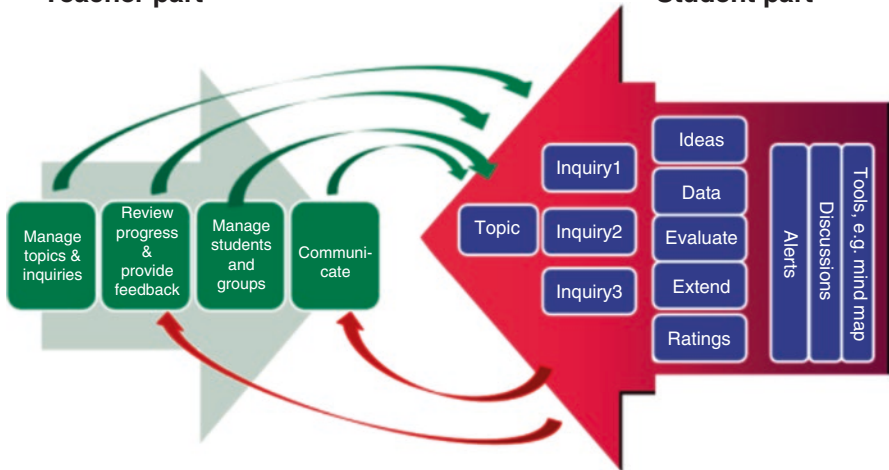 Teacher part
Student part
Manage
topics &
inquiries
Review
progress
&
provide
feedback
Manage
students
and
groups
Communi-
cate
Topic
Inquiry1
Inquiry2
Inquiry3
Ideas
Data
Evaluate
Extend
Ratings
Alerts
Discussions
Tools, e.g. mind map